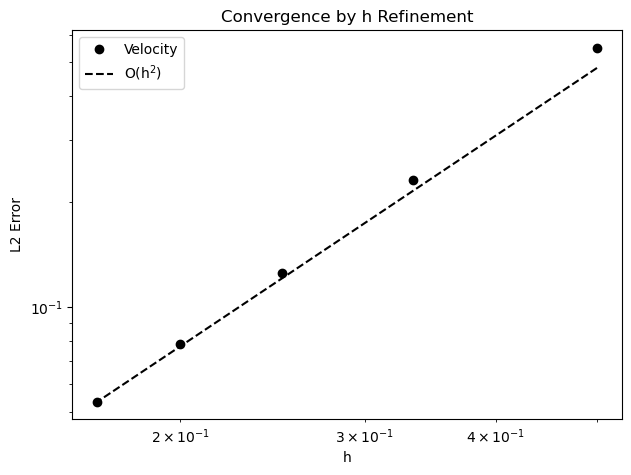 Convergence by h Refinement
Velocity
O(h²)
L2 Error
10⁻¹
2 × 10⁻¹
3 × 10⁻¹
4 × 10⁻¹
h